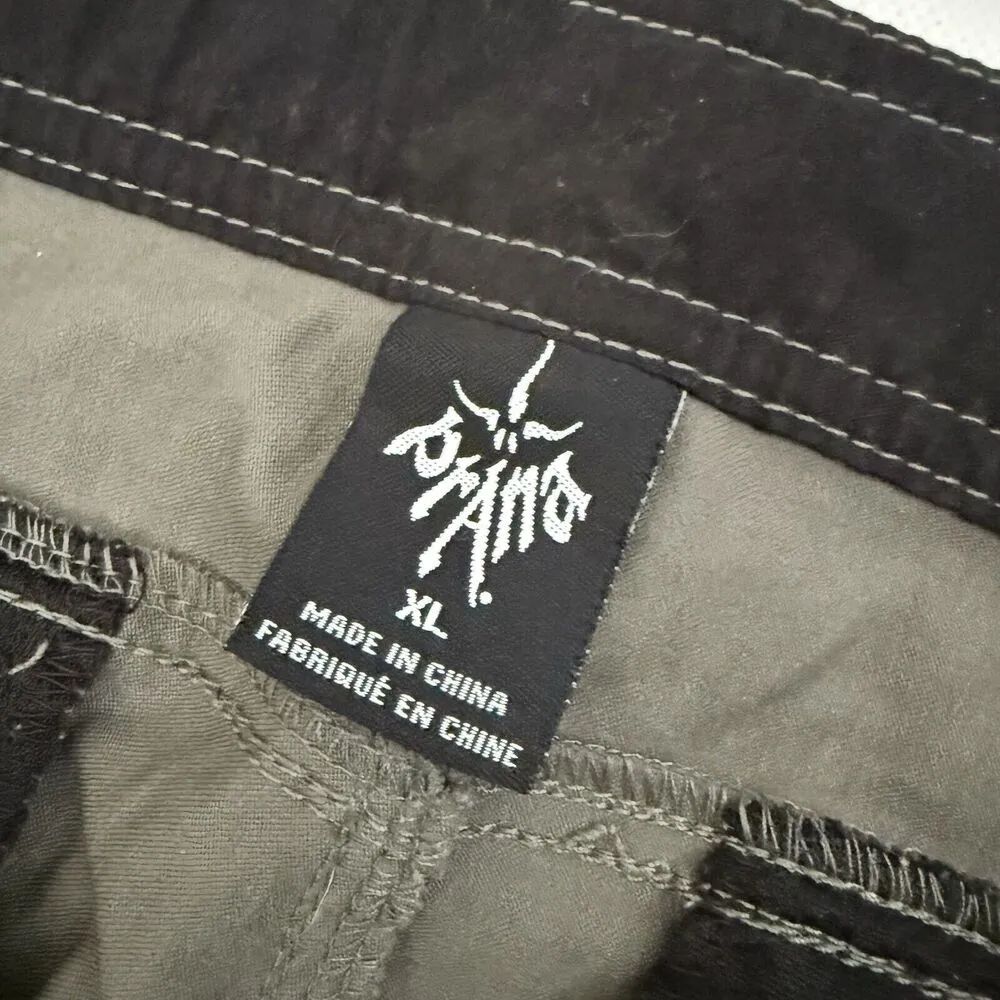 prAna
XL
MADE IN CHINA
FABRIQUÉ EN CHINE